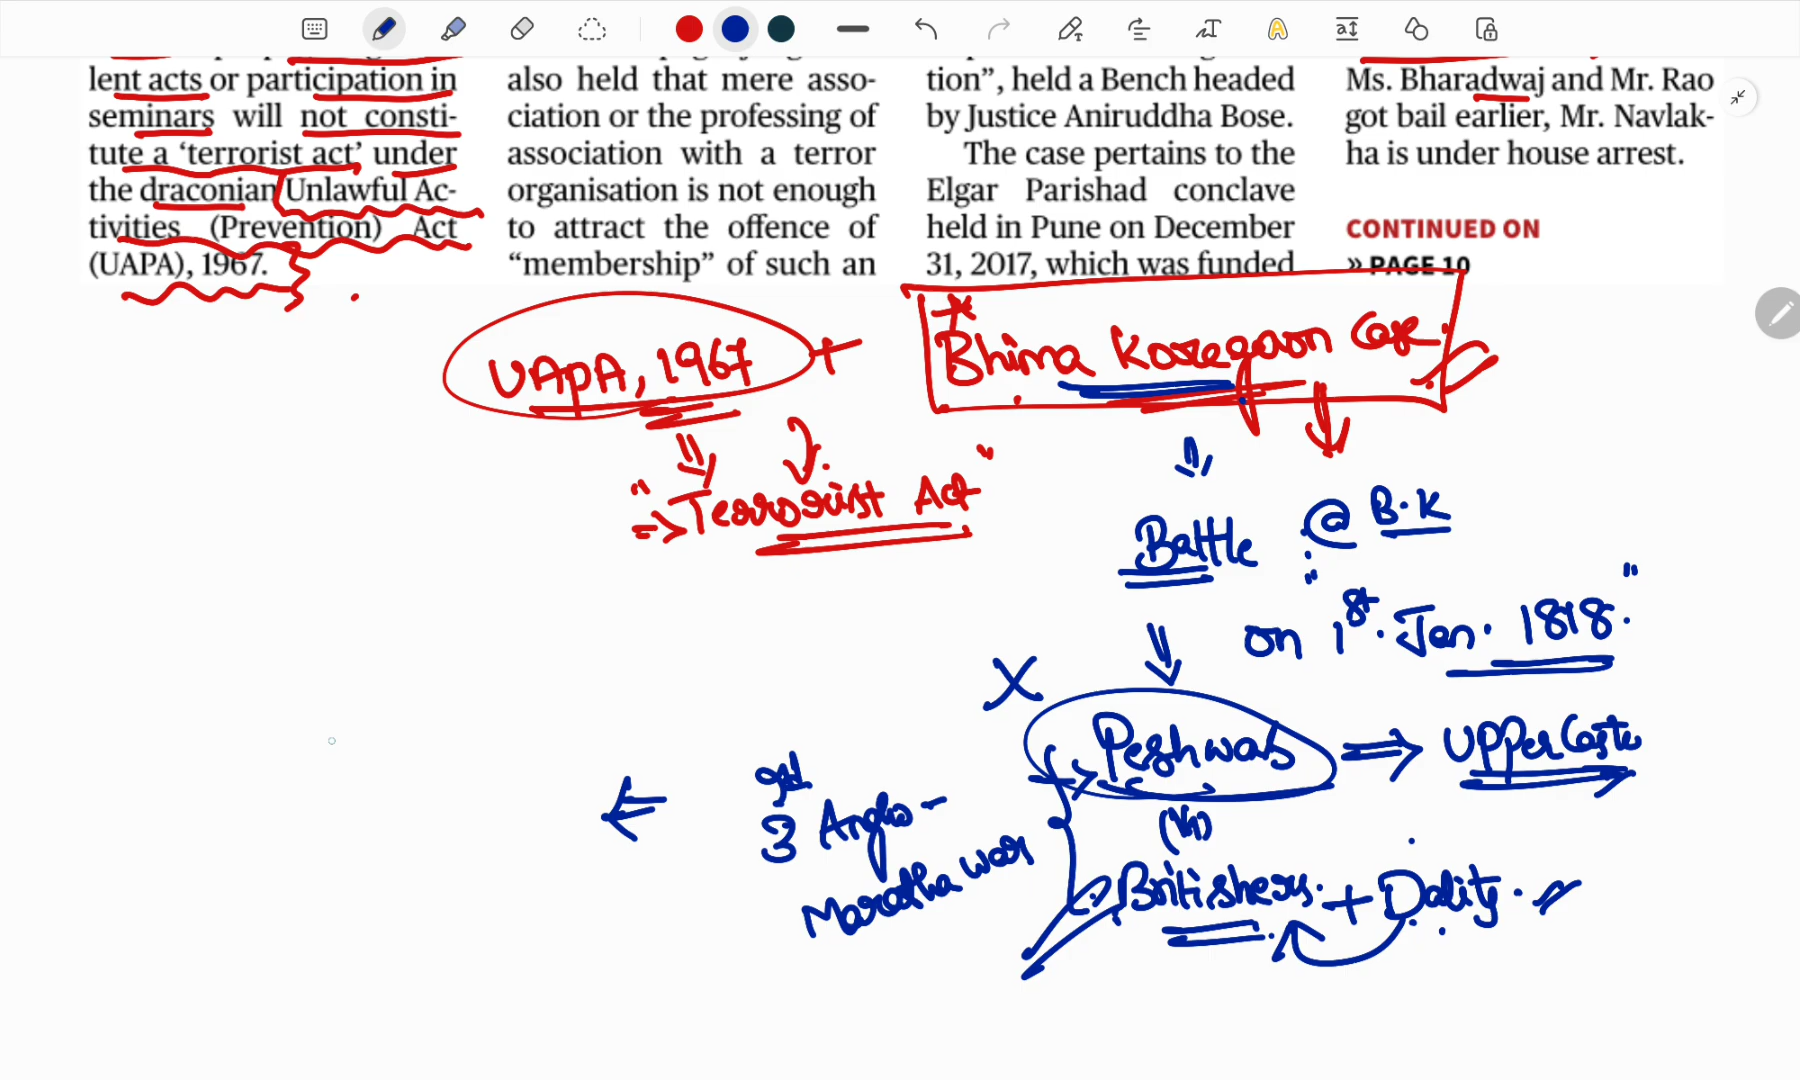 lent acts or participation in
seminars will not consti-
tute a ‘terrorist act’ under
the draconian Unlawful Ac-
tivities (Prevention) Act
(UAPA), 1967.
also held that mere asso-
ciation or the professing of
association with a terror
organisation is not enough
to attract the offence of
“membership” of such an
tion”, held a Bench headed
by Justice Aniruddha Bose.
The case pertains to the
Elgar Parishad conclave
held in Pune on December
31, 2017, which was funded
Ms. Bharadwaj and Mr. Rao
got bail earlier, Mr. Navlak-
ha is under house arrest.
CONTINUED ON
» PAGE 10
UAPA, 1967 +
Bhima Koregaon Case
"Terrorist Act"
Battle @ B.K
on 1st. Jan. 1818.
X
Peshwas ⇒ Upper Caste
(Vs)
Britishers + Dalits.
3rd Anglo-
Maratha War